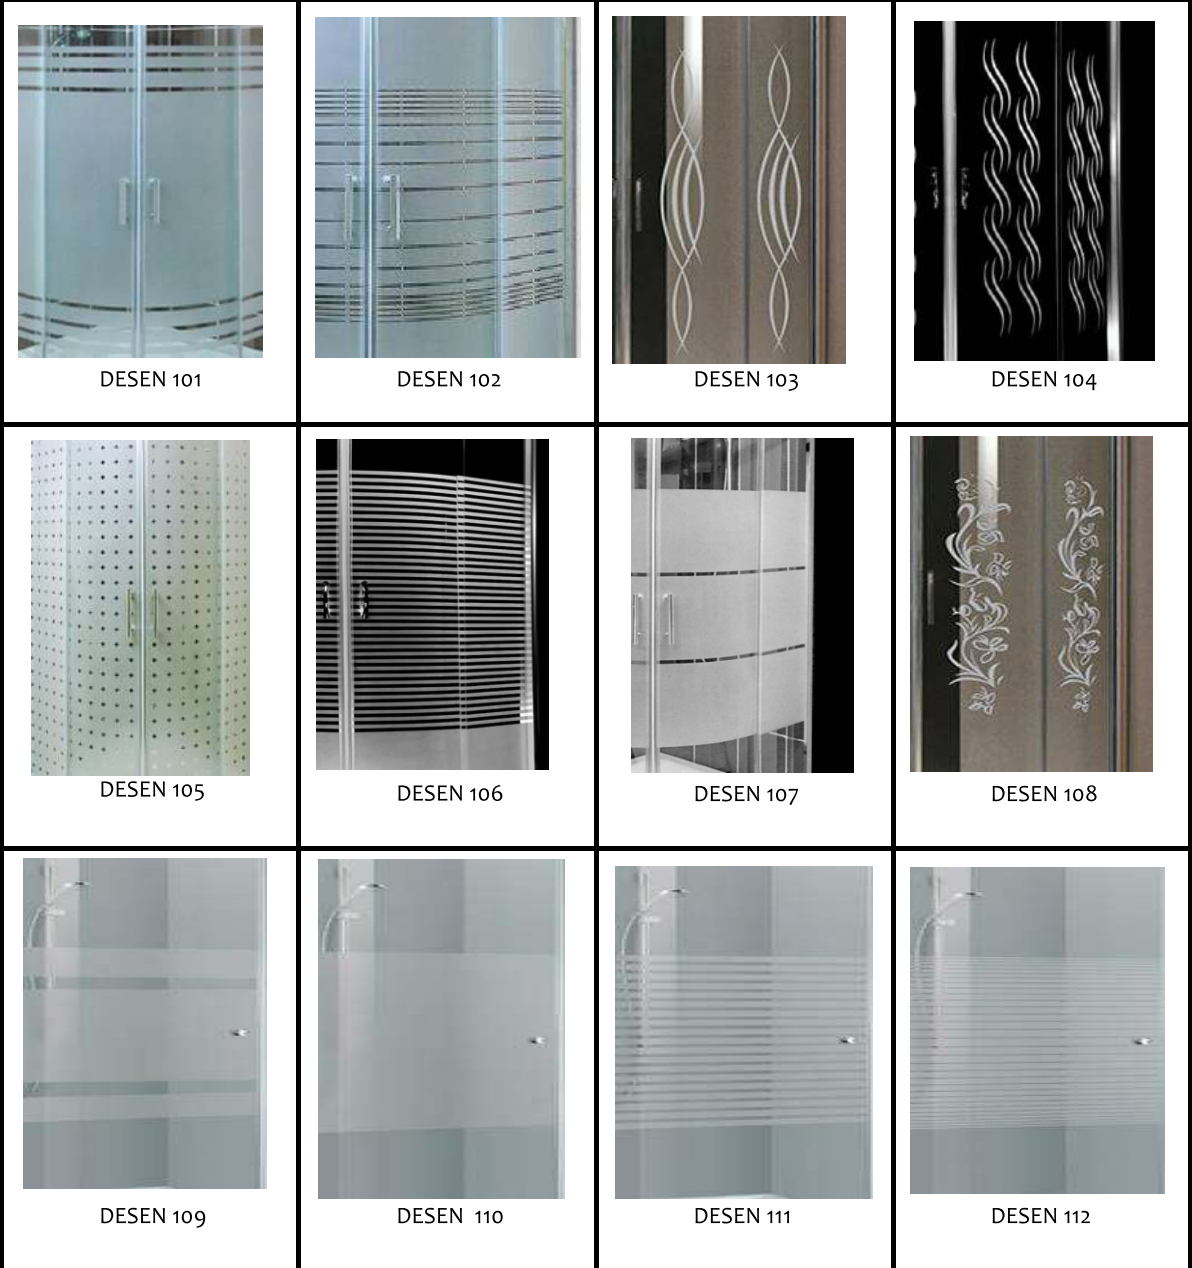 DESEN 101
DESEN 102
DESEN 103
DESEN 104
DESEN 105
DESEN 106
DESEN 107
DESEN 108
DESEN 109
DESEN 110
DESEN 111
DESEN 112